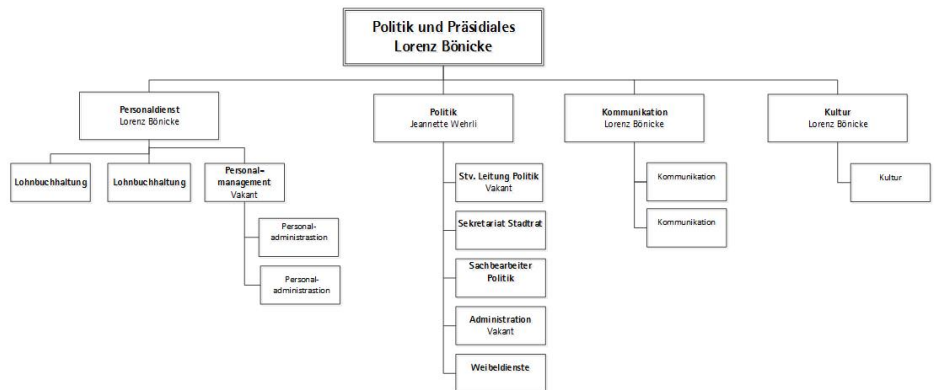 Politik und Präsidiales
Lorenz Bönicke
Personaldienst
Lorenz Bönicke
Politik
Jeannette Wehrli
Kommunikation
Lorenz Bönicke
Kultur
Lorenz Bönicke
Lohnbuchhaltung
Lohnbuchhaltung
Personal-
management
Vakant
Personal-
administrastion
Personal-
administrastion
Stv. Leitung Politik
Vakant
Sekretariat Stadtrat
Sachbearbeiter
Politik
Administration
Vakant
Weibeldienste
Kommunikation
Kommunikation
Kultur